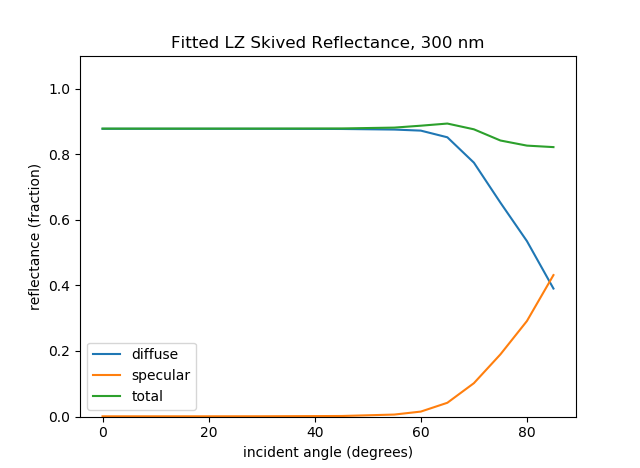 Fitted LZ Skived Reflectance, 300 nm
reflectance (fraction)
1.0
0.8
0.6
0.4
0.2
0.0
diffuse
specular
total
0 20 40 60 80
incident angle (degrees)